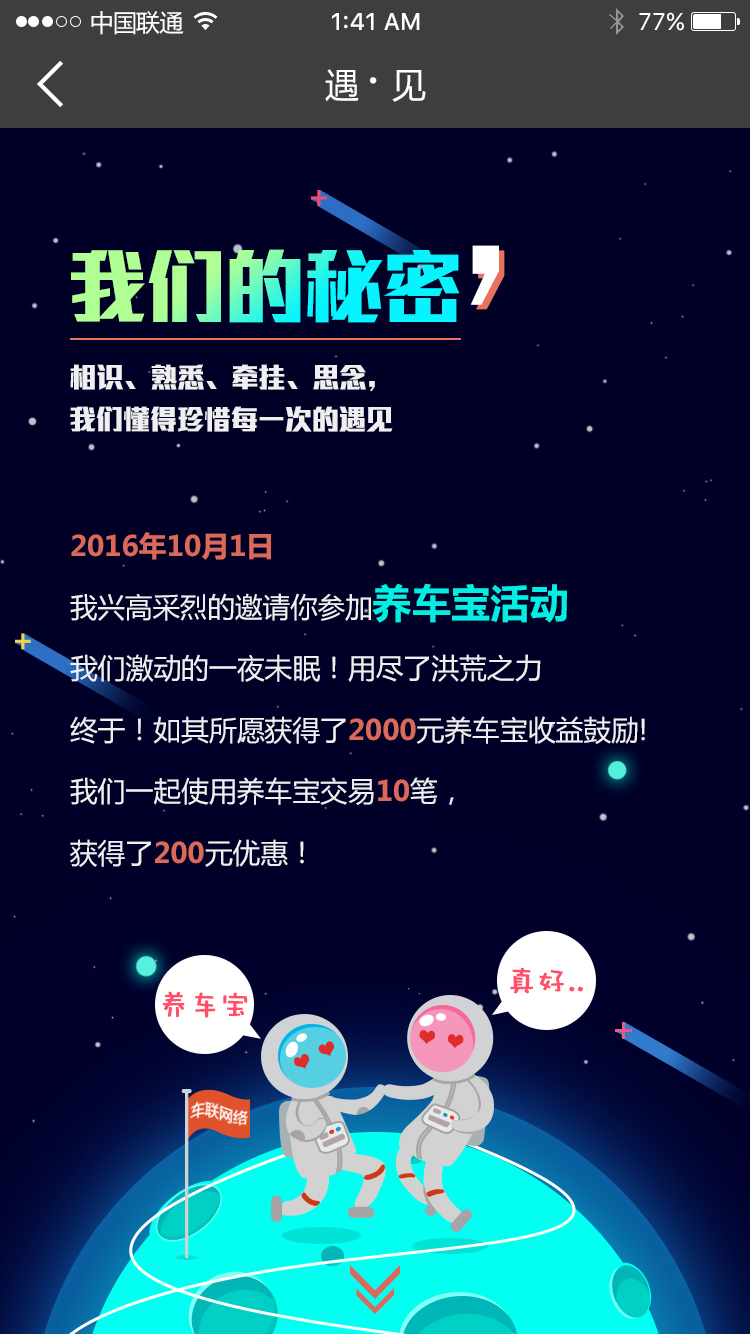 中国联通 1:41 AM 77%
遇·见
我们的秘密’
相识、熟悉、牵挂、思念，
我们懂得珍惜每一次的遇见
2016年10月1日
我兴高采烈的邀请你参加养车宝活动
我们激动的一夜未眠！用尽了洪荒之力
终于！如其所愿获得了2000元养车宝收益鼓励!
我们一起使用养车宝交易10笔，
获得了200元优惠！
真好..
养车宝
车联网络